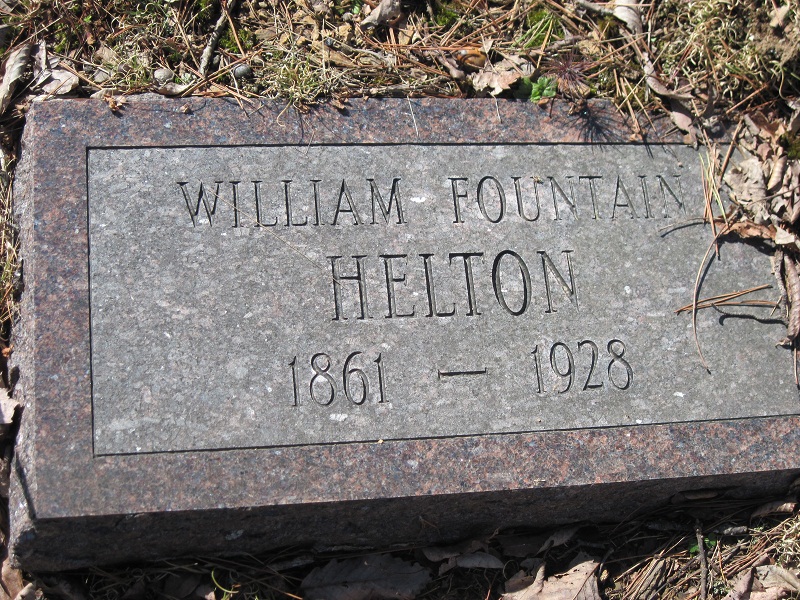 WILLIAM FOUNTAIN
HELTON
1861 — 1928